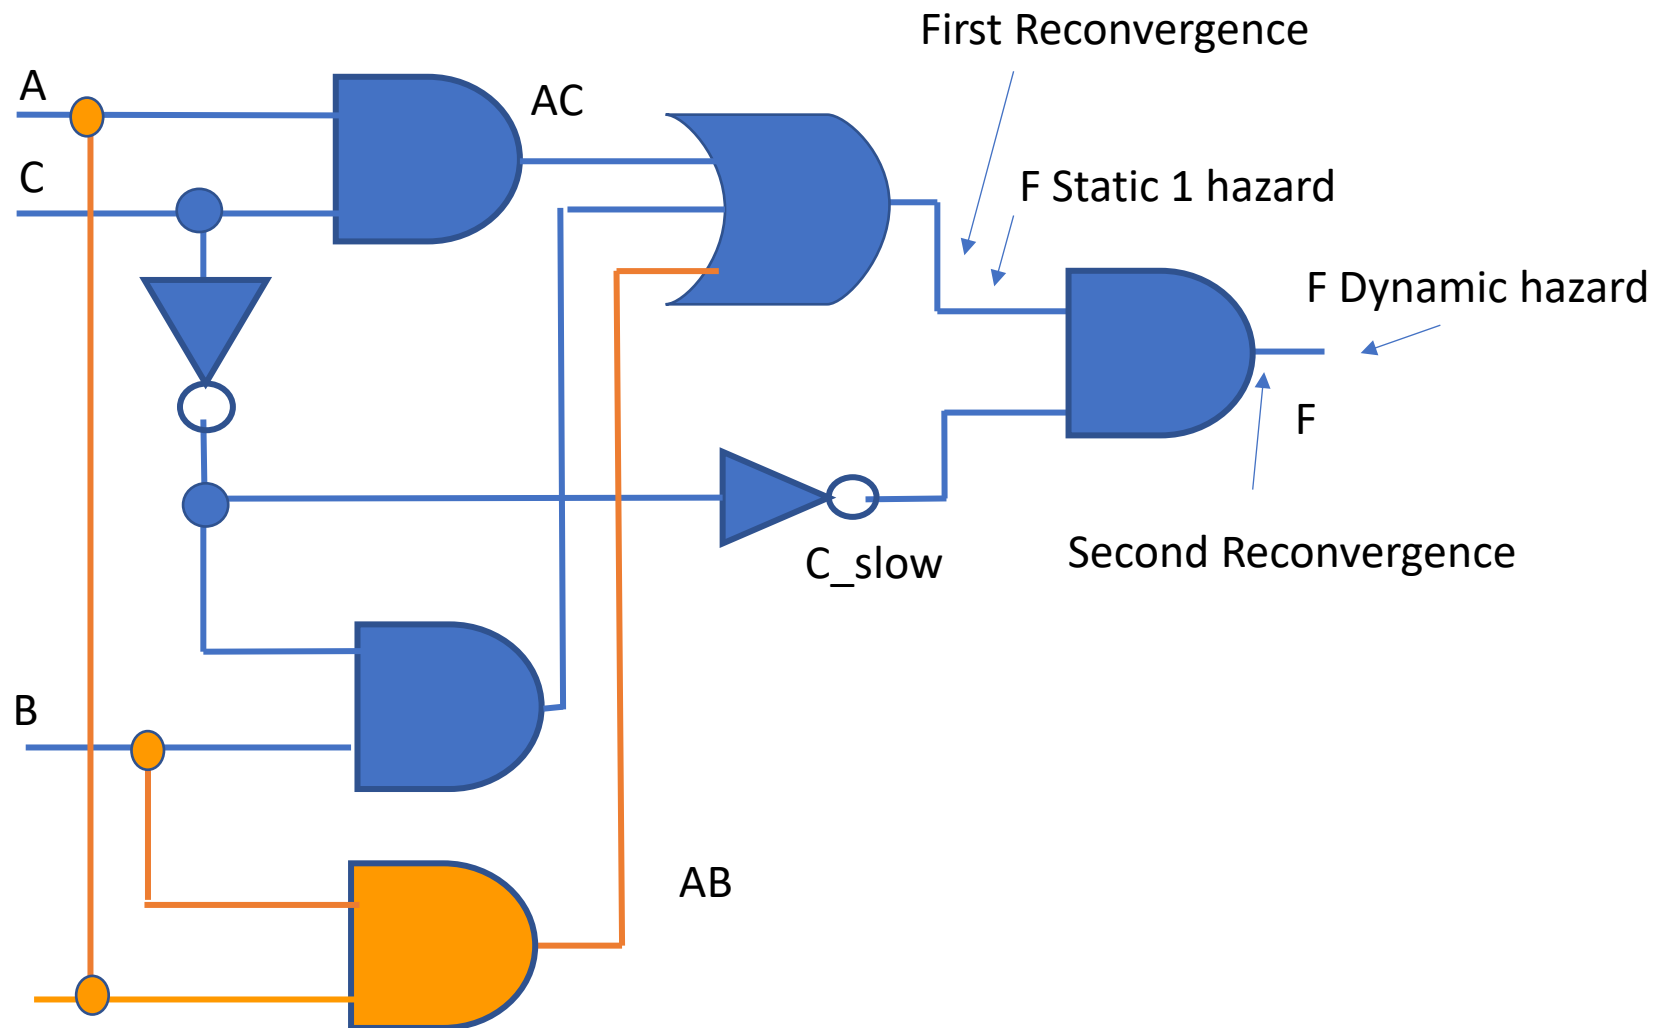 First Reconvergence
A
AC
C
F Static 1 hazard
F Dynamic hazard
F
C_slow
Second Reconvergence
B
AB